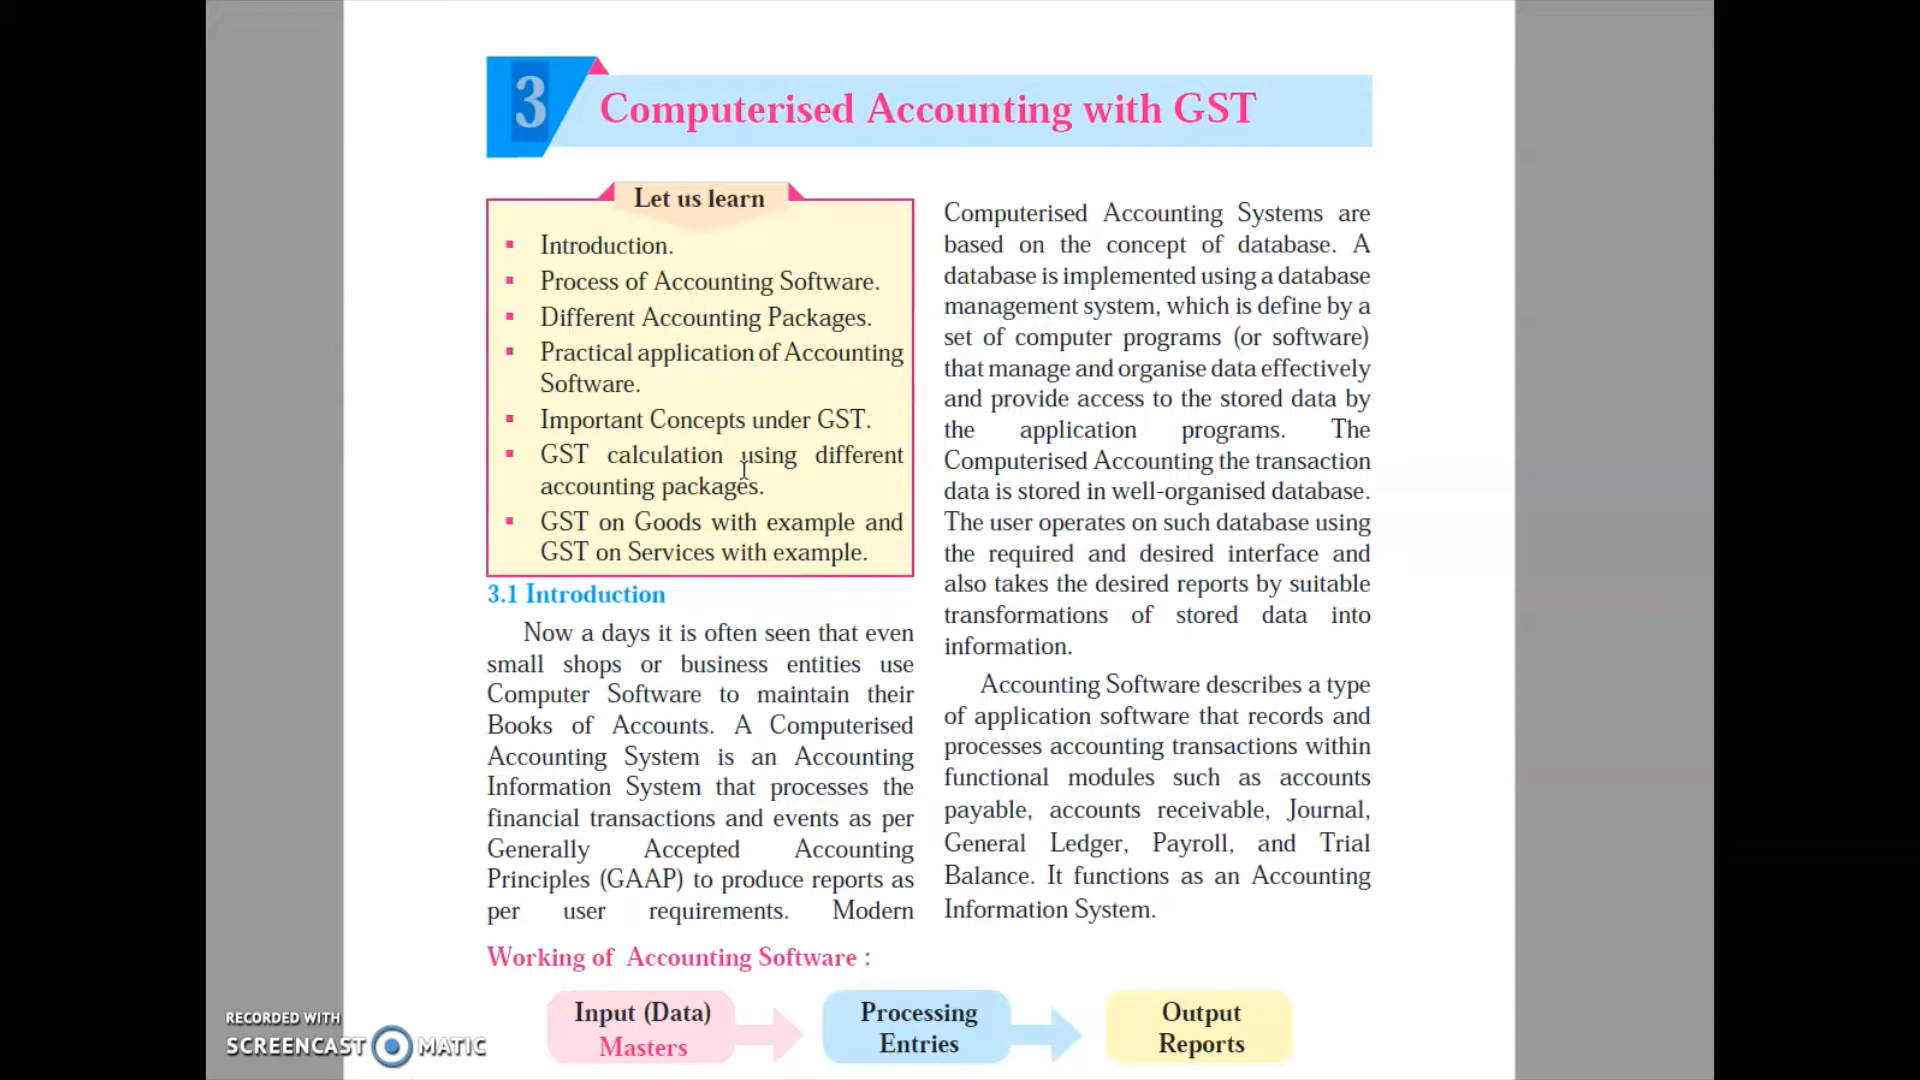 3
Computerised Accounting with GST
Let us learn
▪ Introduction.
▪ Process of Accounting Software.
▪ Different Accounting Packages.
▪ Practical application of Accounting
Software.
▪ Important Concepts under GST.
▪ GST calculation using different
accounting packages.
▪ GST on Goods with example and
GST on Services with example.
3.1 Introduction
Now a days it is often seen that even
small shops or business entities use
Computer Software to maintain their
Books of Accounts. A Computerised
Accounting System is an Accounting
Information System that processes the
financial transactions and events as per
Generally Accepted Accounting
Principles (GAAP) to produce reports as
per user requirements. Modern
Computerised Accounting Systems are
based on the concept of database. A
database is implemented using a database
management system, which is define by a
set of computer programs (or software)
that manage and organise data effectively
and provide access to the stored data by
the application programs. The
Computerised Accounting the transaction
data is stored in well-organised database.
The user operates on such database using
the required and desired interface and
also takes the desired reports by suitable
transformations of stored data into
information.
Accounting Software describes a type
of application software that records and
processes accounting transactions within
functional modules such as accounts
payable, accounts receivable, Journal,
General Ledger, Payroll, and Trial
Balance. It functions as an Accounting
Information System.
Working of Accounting Software :
Input (Data)
Masters
Processing
Entries
Output
Reports
RECORDED WITH
SCREENCAST MATIC